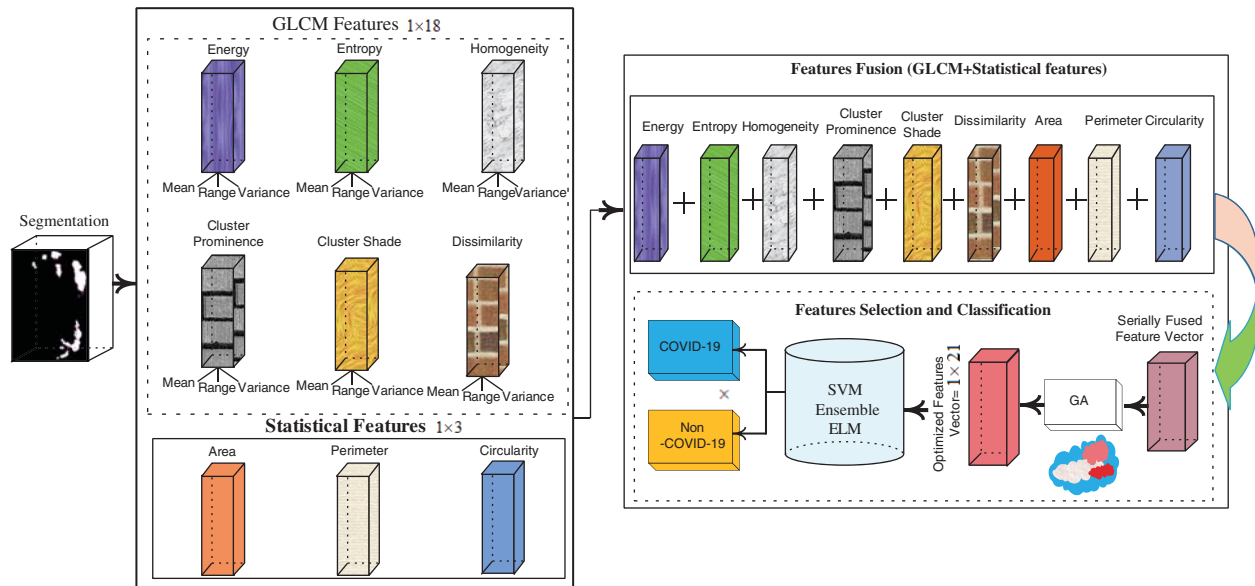 Segmentation
GLCM Features 1×18
Energy
Entropy
Homogeneity
Mean Range Variance
Mean Range Variance
Mean Range Variance
Cluster
Prominence
Cluster Shade
Dissimilarity
Mean Range Variance
Mean Range Variance
Mean Range Variance
Statistical Features 1×3
Area
Perimeter
Circularity
Features Fusion (GLCM+Statistical features)
Energy
Entropy
Homogeneity
Cluster
Prominence
Cluster
Shade
Dissimilarity
Area
Perimeter
Circularity
+ + + + + + + +
Features Selection and Classification
COVID-19
×
Non
-COVID-19
SVM
Ensemble
ELM
Optimized Features
Vector= 1× 21
GA
Serially Fused
Feature Vector